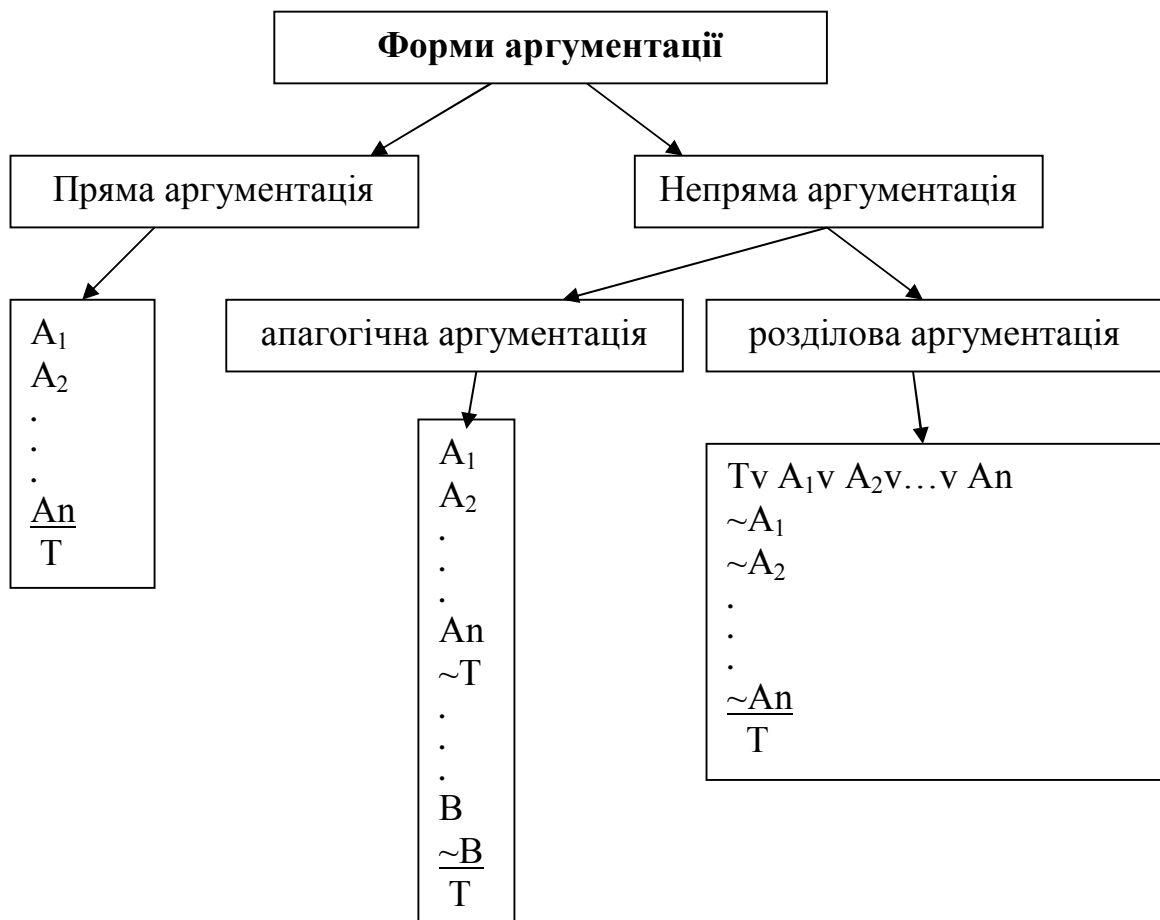 Форми аргументації
Пряма аргументація
Непряма аргументація
A₁
A₂
.
.
.
An
T
апагогічна аргументація
A₁
A₂
.
.
.
An
~T
.
.
.
B
~B
T
розділова аргументація
Tv A₁v A₂v…v An
~A₁
~A₂
.
.
.
~An
T